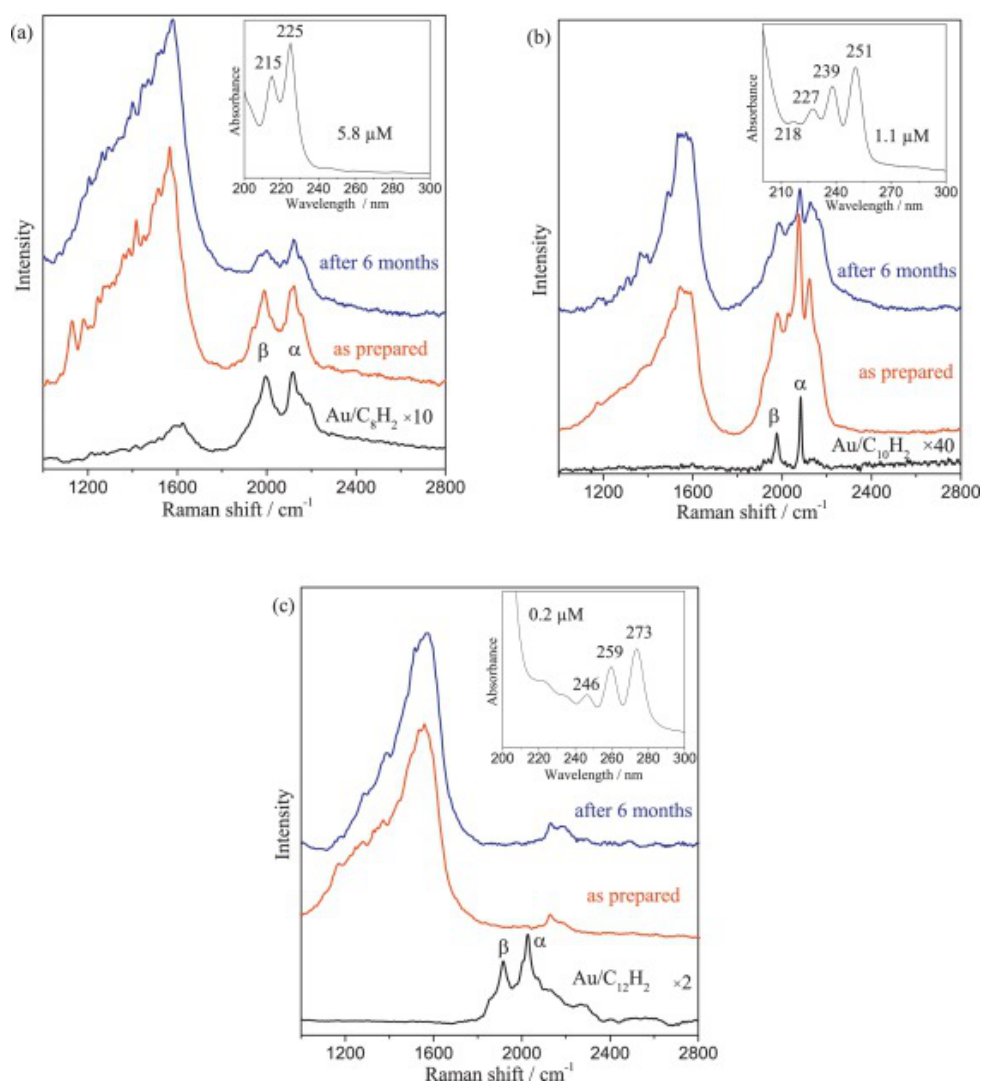 (a)
225
215
5.8 µM
Absorbance
200 220 240 260 280 300
Wavelength / nm
after 6 months
as prepared
β
α
Au/C₈H₂ ×10
Intensity
1200 1600 2000 2400 2800
Raman shift / cm⁻¹
(b)
251
239
227
218
1.1 µM
Absorbance
210 240 270 300
Wavelength / nm
after 6 months
as prepared
α
β
Au/C₁₀H₂ ×40
Intensity
1200 1600 2000 2400 2800
Raman shift / cm⁻¹
(c)
0.2 µM
273
259
246
Absorbance
200 220 240 260 280 300
Wavelength / nm
after 6 months
as prepared
β
α
Au/C₁₂H₂ ×2
Intensity
1200 1600 2000 2400 2800
Raman shift / cm⁻¹